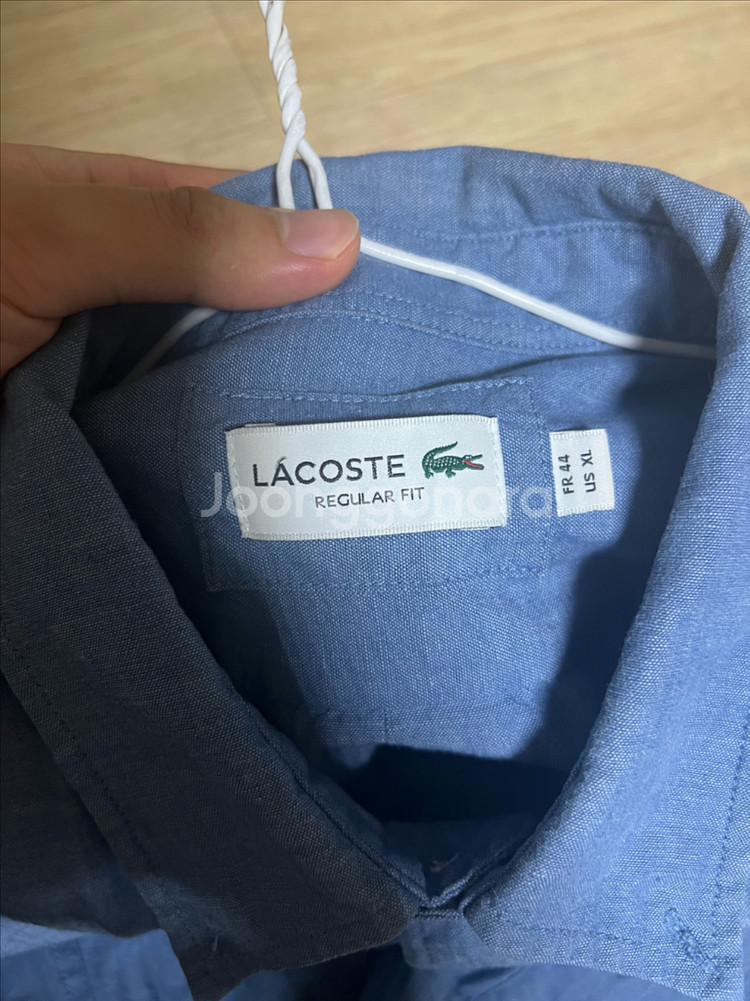 LACOSTE
REGULAR FIT
FR 44
US XL
Joonggonara